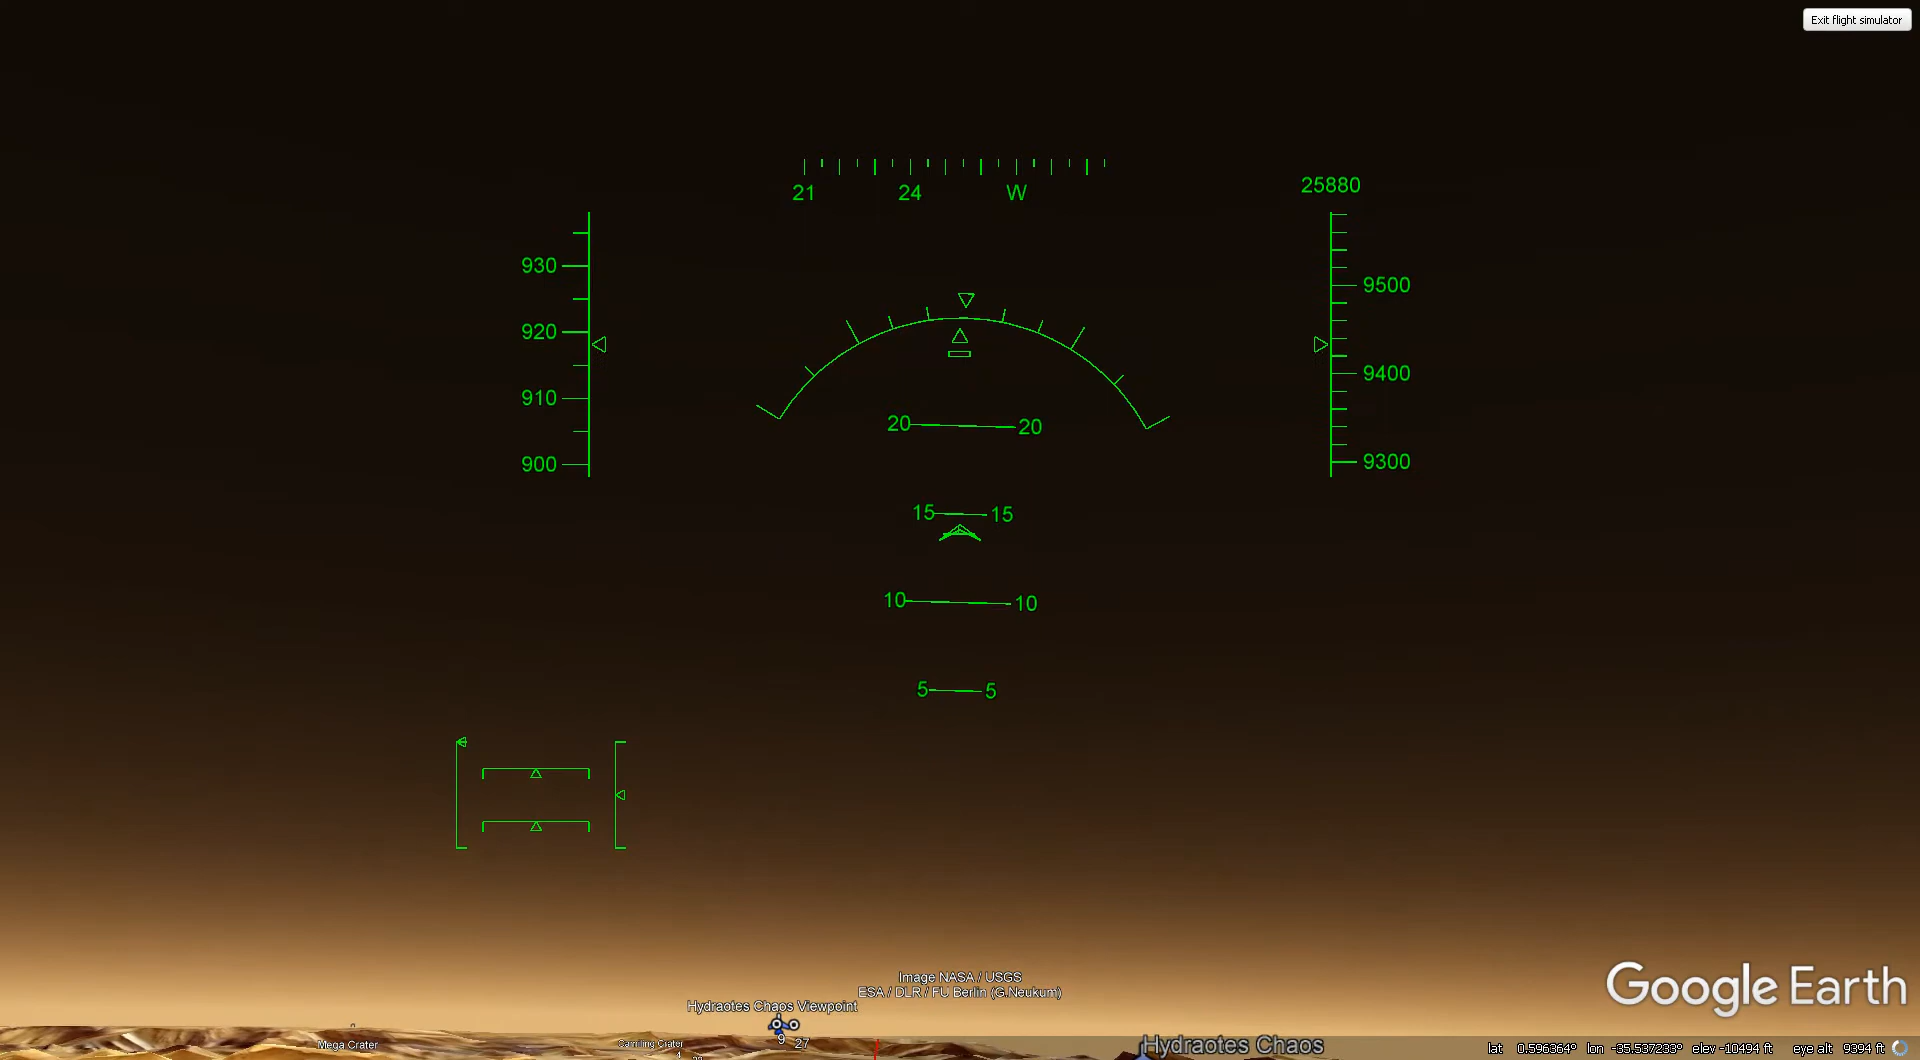 Exit flight simulator
21 24 W
25880
930
920
910
900
9500
9400
9300
20 20
15 15
10 10
5 5
Image NASA / USGS
ESA / DLR / FU Berlin (G.Neukum)
Google Earth
Hydraotes Chaos Viewpoint
9 27
Mega Crater
4
Hydraotes Chaos
lat 0.596364° lon -35.537233° elev -10494 ft eye alt 9394 ft